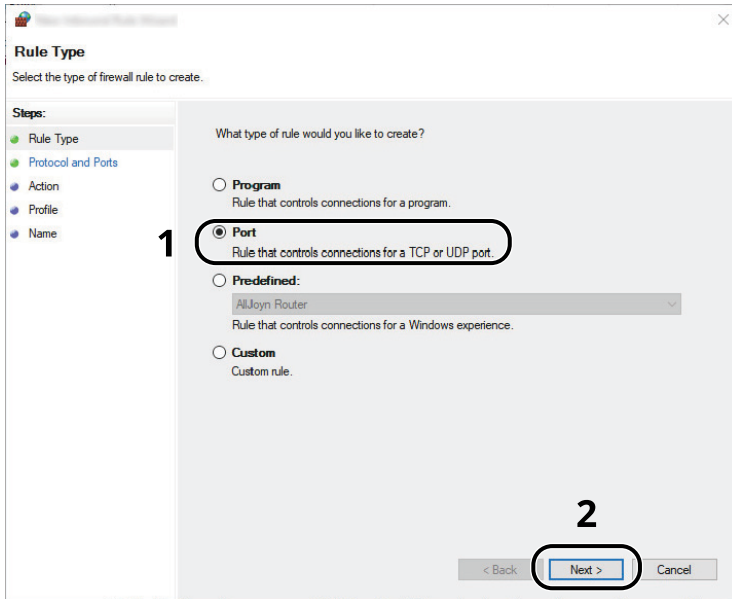 Rule Type
Select the type of firewall rule to create.
Steps:
Rule Type
Protocol and Ports
Action
Profile
Name
What type of rule would you like to create?
Program
Rule that controls connections for a program.
1
Port
Rule that controls connections for a TCP or UDP port.
Predefined:
AllJoyn Router
Rule that controls connections for a Windows experience.
Custom
Custom rule.
2
< Back
Next >
Cancel